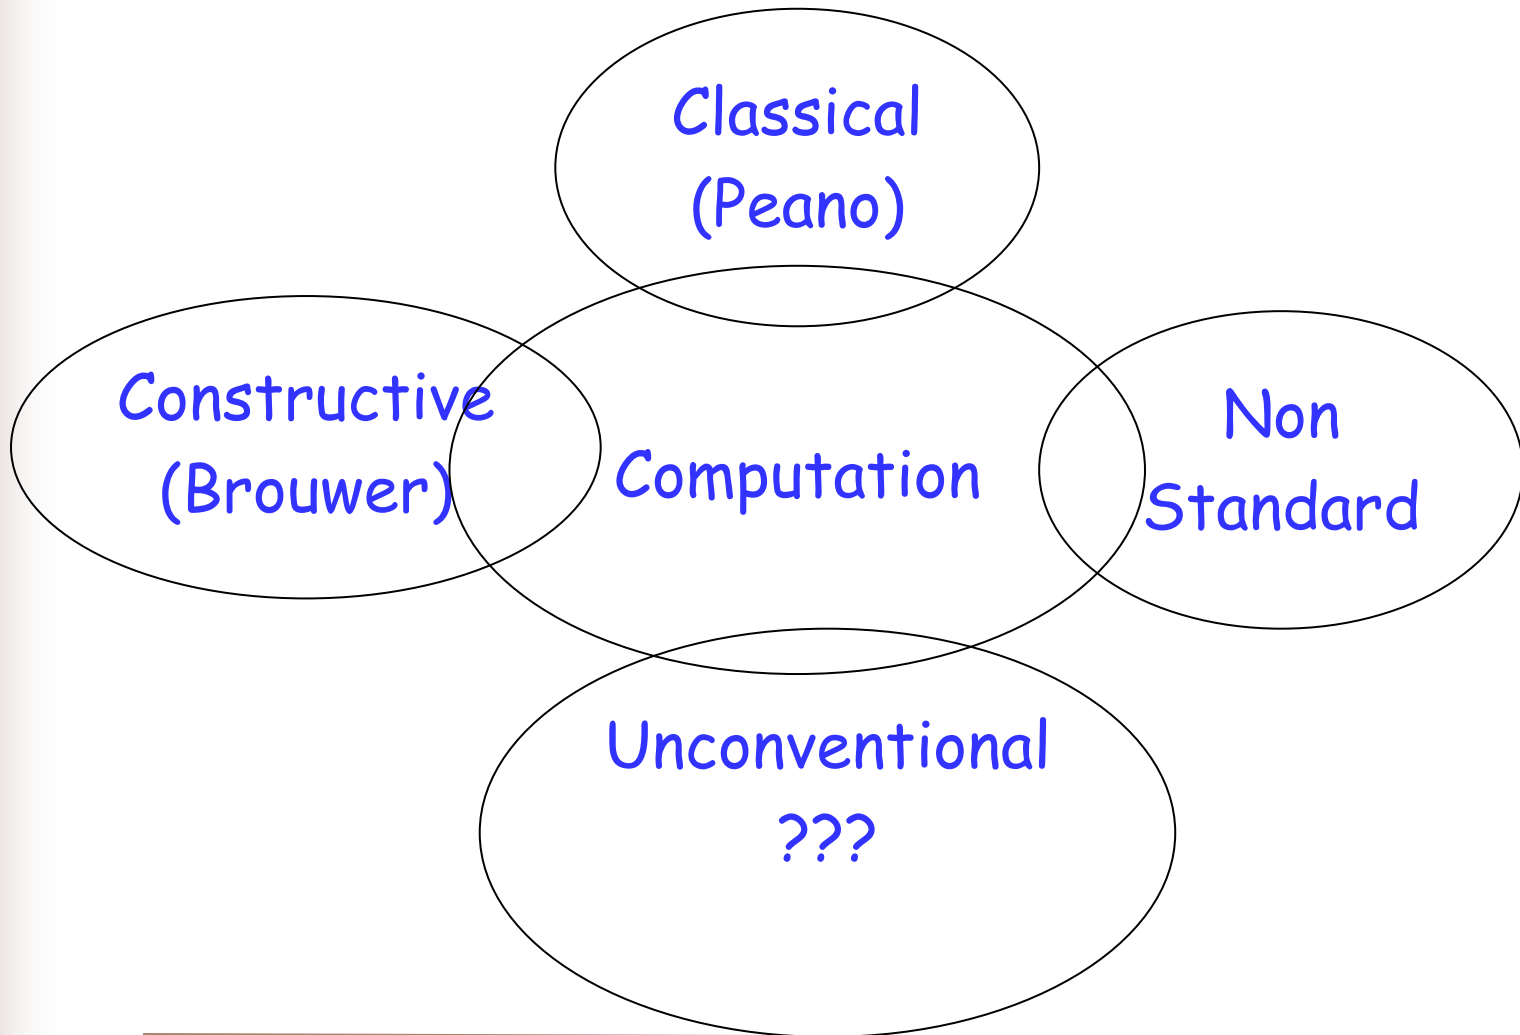 Classical
(Peano)
Constructive
(Brouwer)
Computation
Non
Standard
Unconventional
???